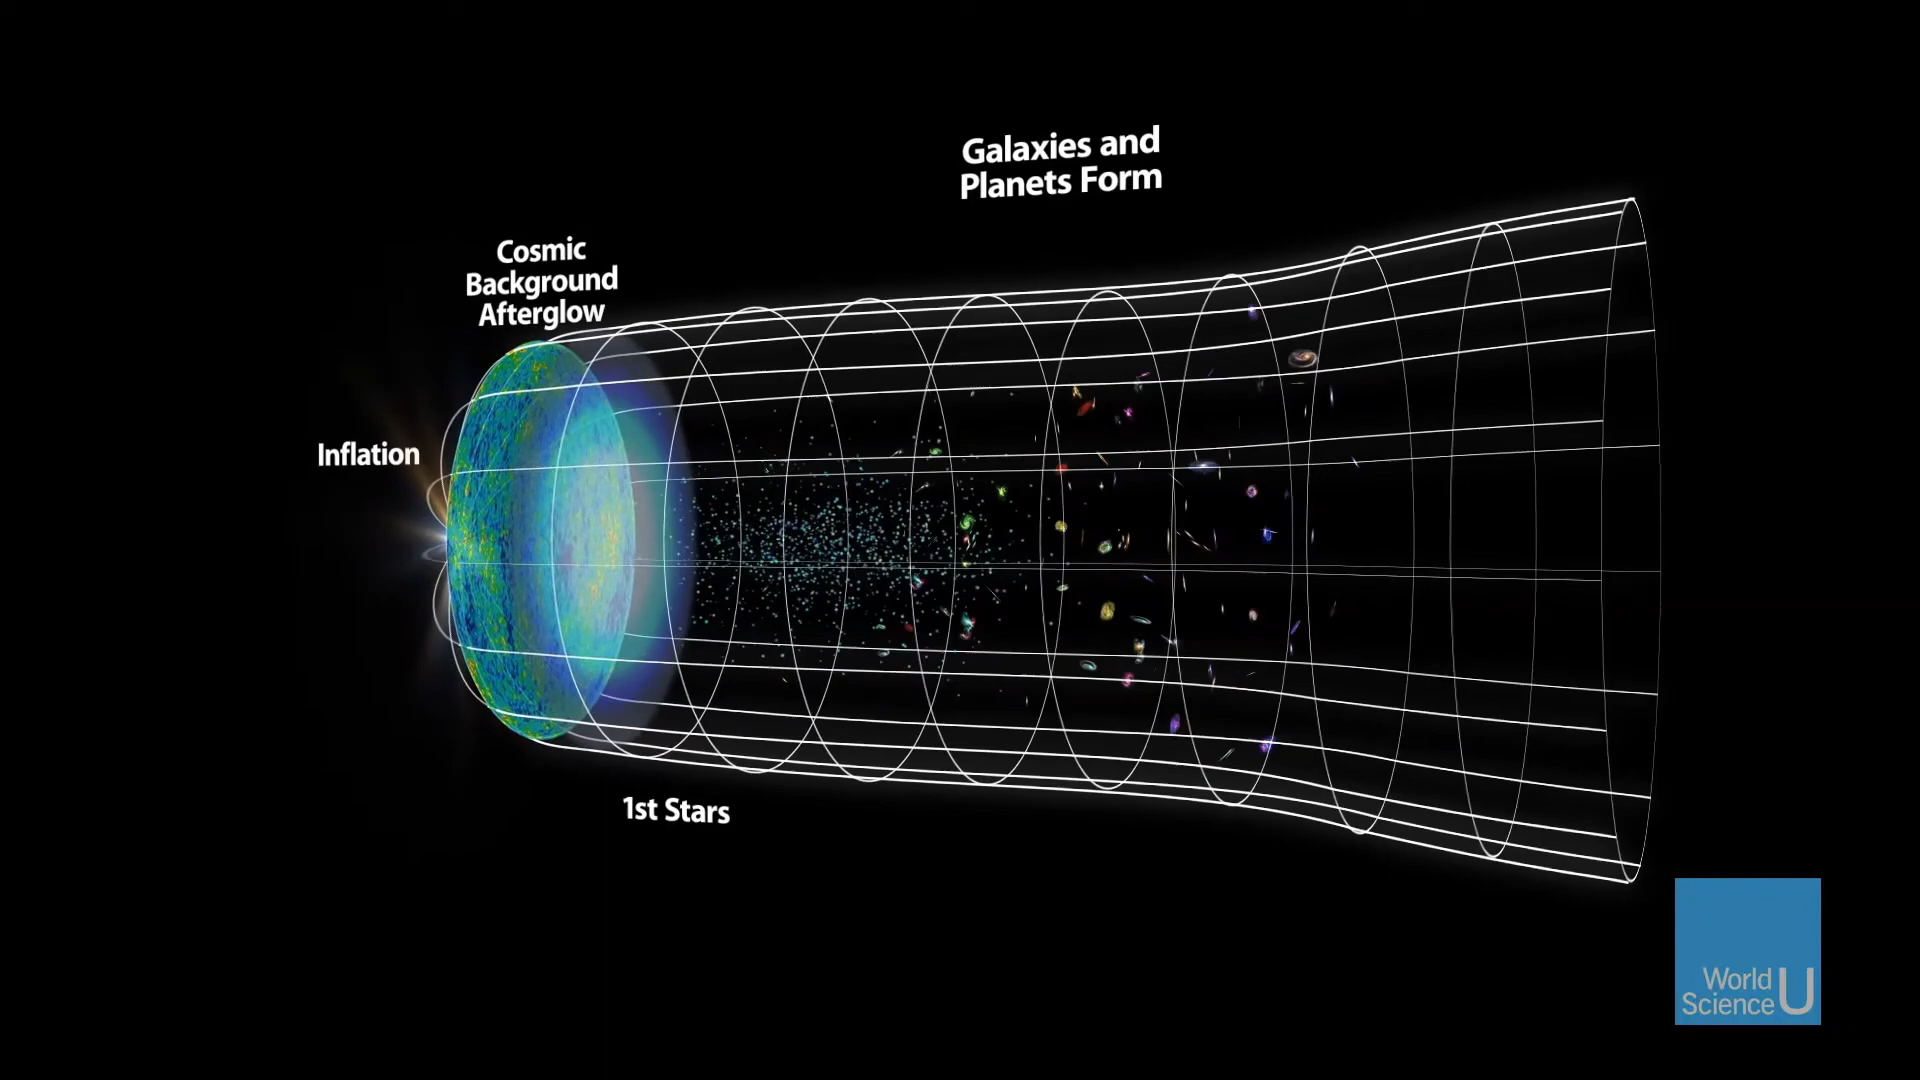 Galaxies and
Planets Form
Cosmic
Background
Afterglow
Inflation
1st Stars
World
Science U